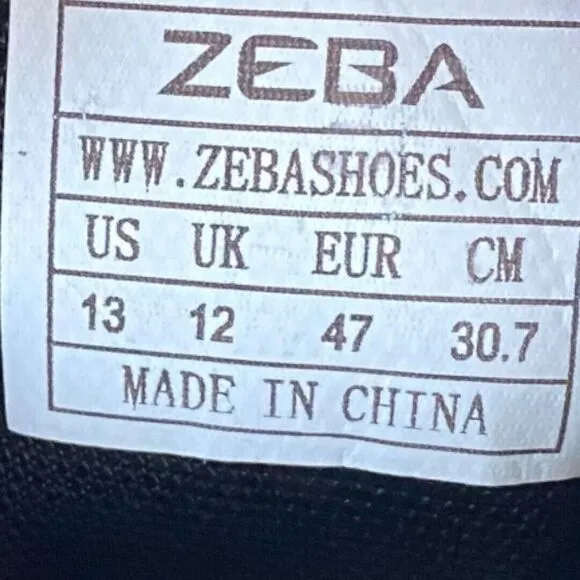 ZEBA
WWW.ZEBASHOES.COM
US UK EUR CM
13 12 47 30.7
MADE IN CHINA